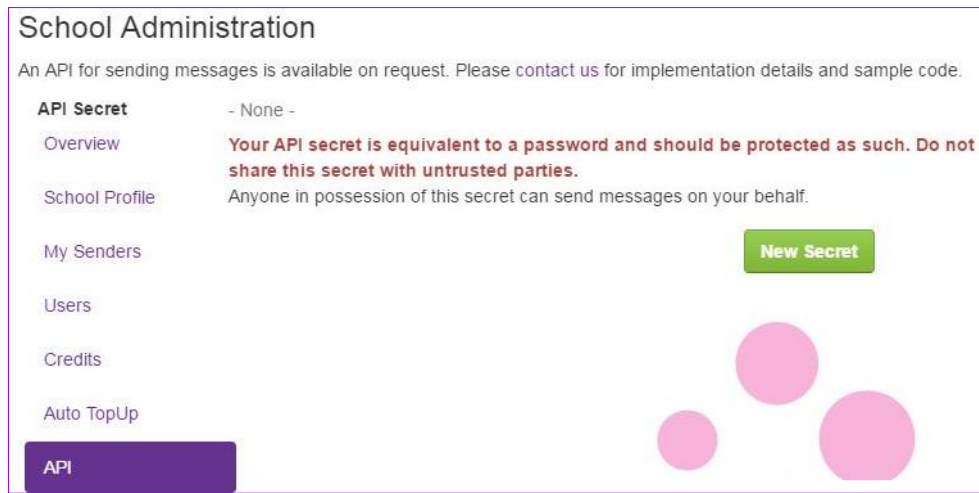 School Administration
An API for sending messages is available on request. Please contact us for implementation details and sample code.
API Secret - None -
Overview
Your API secret is equivalent to a password and should be protected as such. Do not
share this secret with untrusted parties.
School Profile
Anyone in possession of this secret can send messages on your behalf.
My Senders
New Secret
Users
Credits
Auto TopUp
API